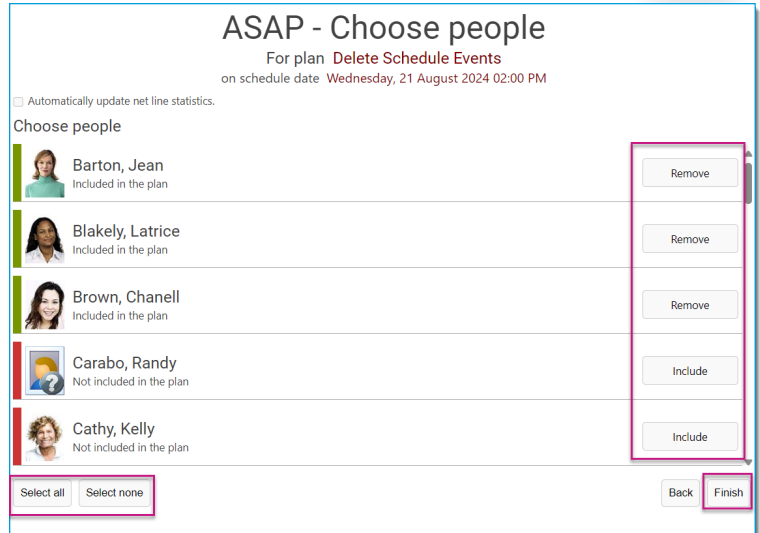 ASAP - Choose people
For plan Delete Schedule Events
on schedule date Wednesday, 21 August 2024 02:00 PM
Automatically update net line statistics.
Choose people
Barton, Jean
Included in the plan
Remove
Blakely, Latrice
Included in the plan
Remove
Brown, Chanell
Included in the plan
Remove
Carabo, Randy
Not included in the plan
Include
Cathy, Kelly
Not included in the plan
Include
Select all Select none Back Finish